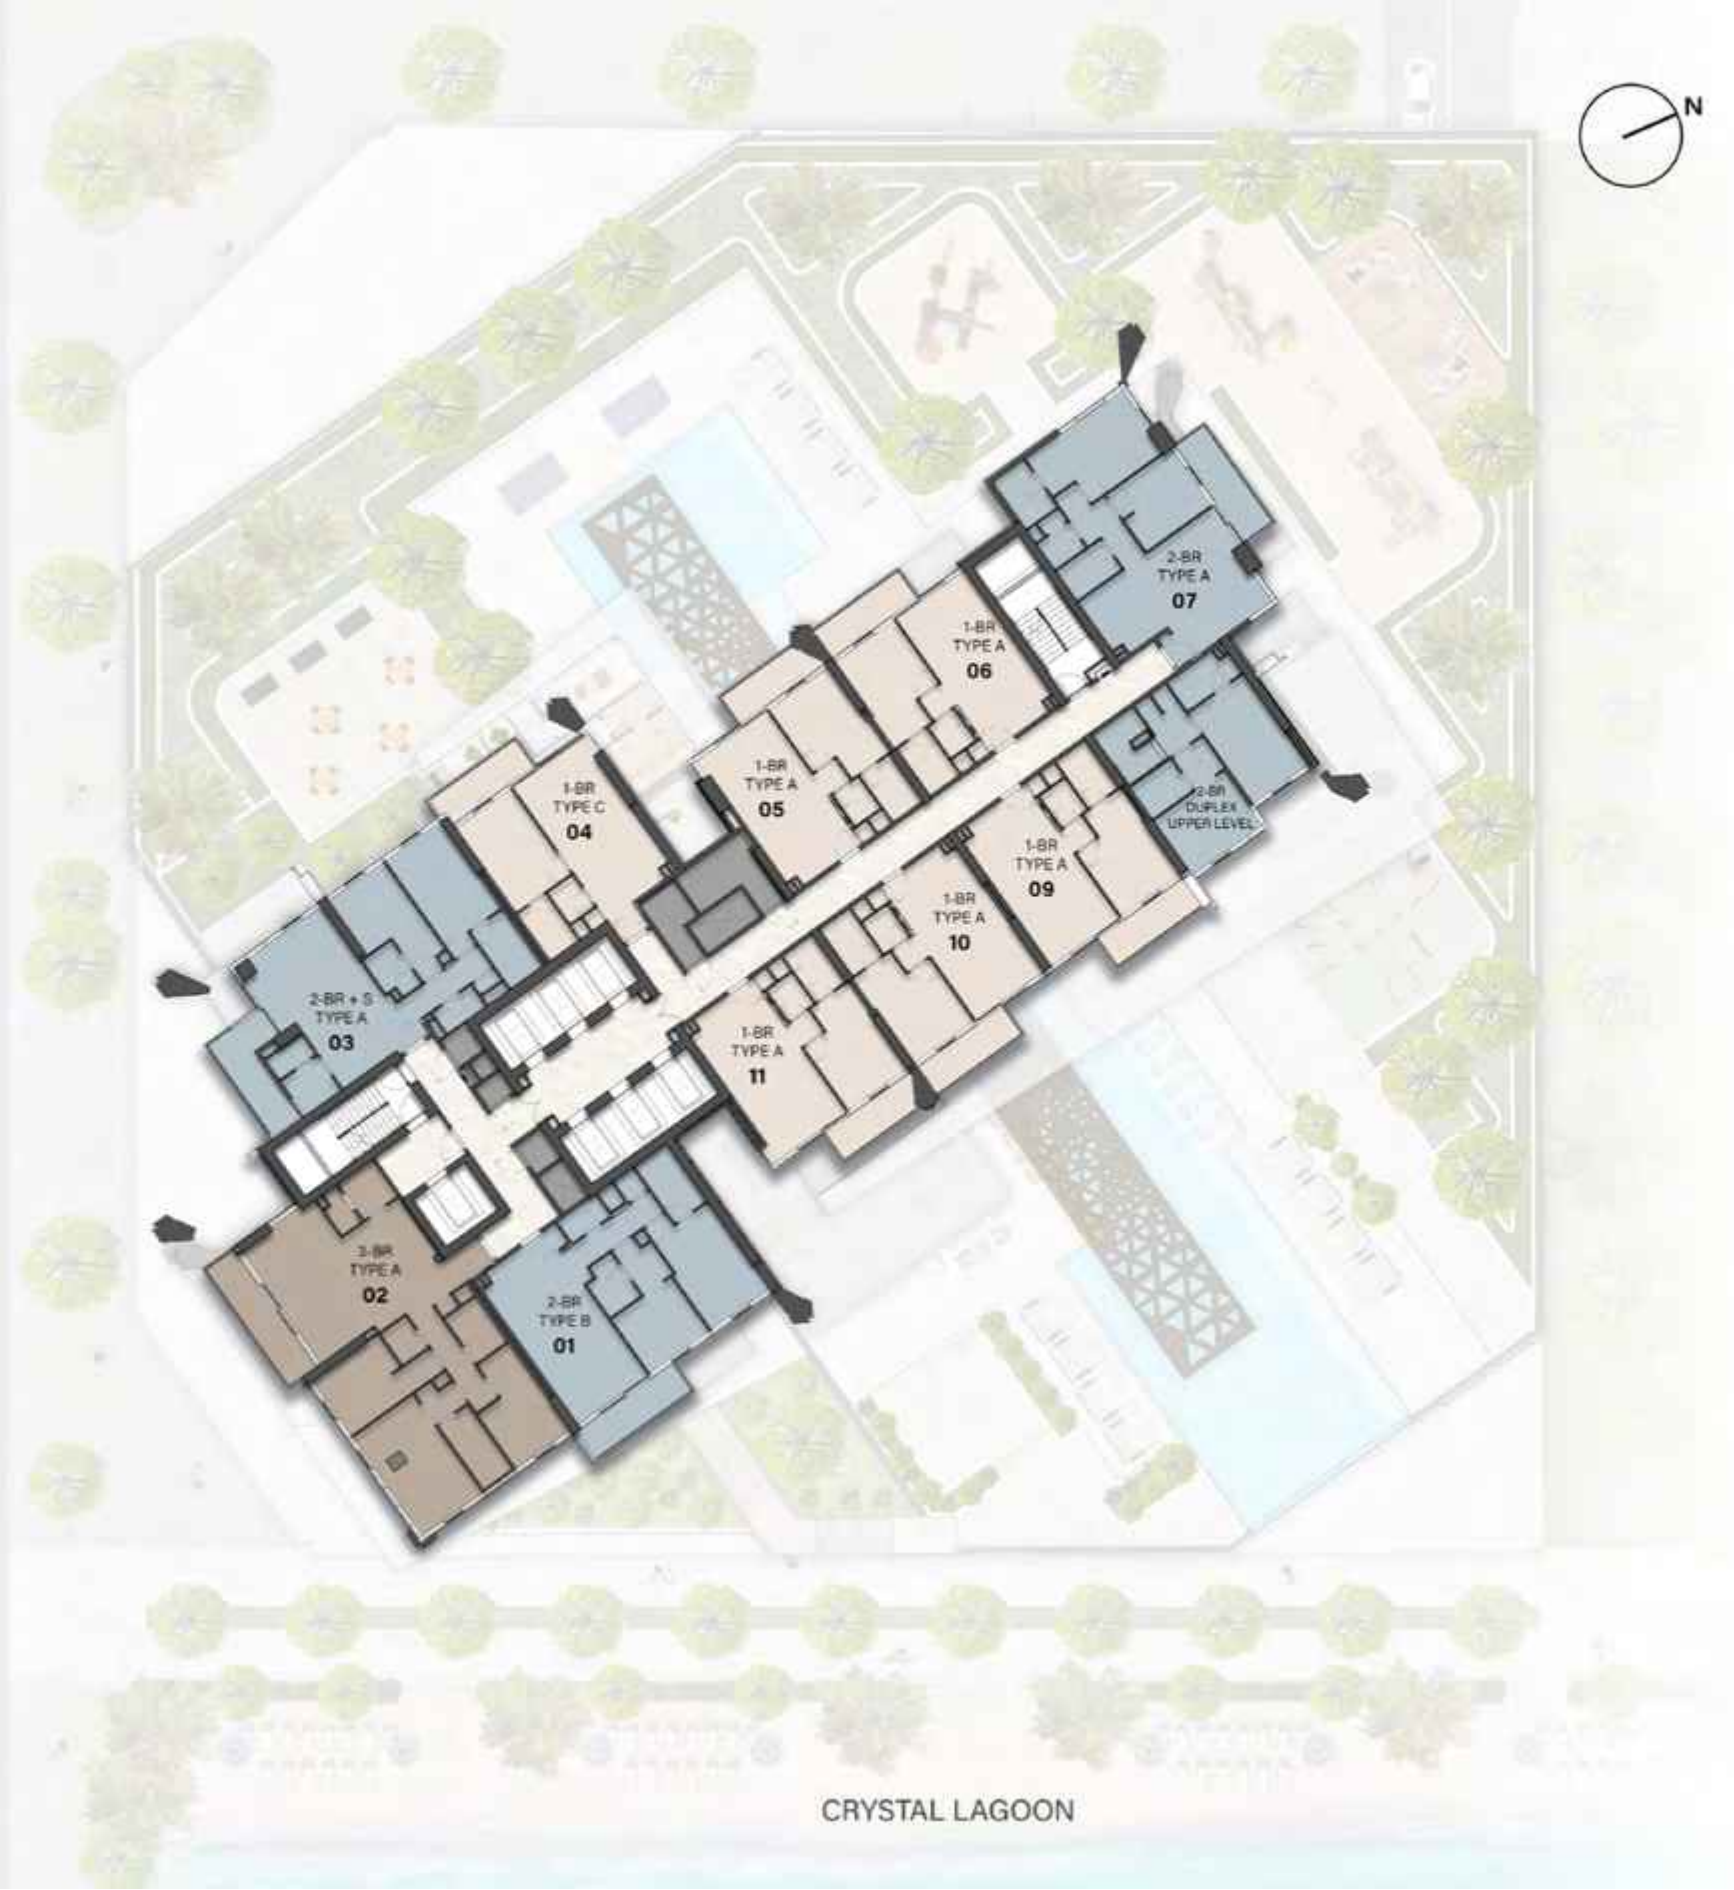 N
2-BR
TYPE A
07
1-BR
TYPE A
06
1-BR
TYPE A
05
1-BR
TYPE C
04
2-BR
DUPLEX
UPPER LEVEL
1-BR
TYPE A
09
1-BR
TYPE A
10
2-BR + S
TYPE A
03
1-BR
TYPE A
11
3-BR
TYPE A
02
2-BR
TYPE B
01
CRYSTAL LAGOON